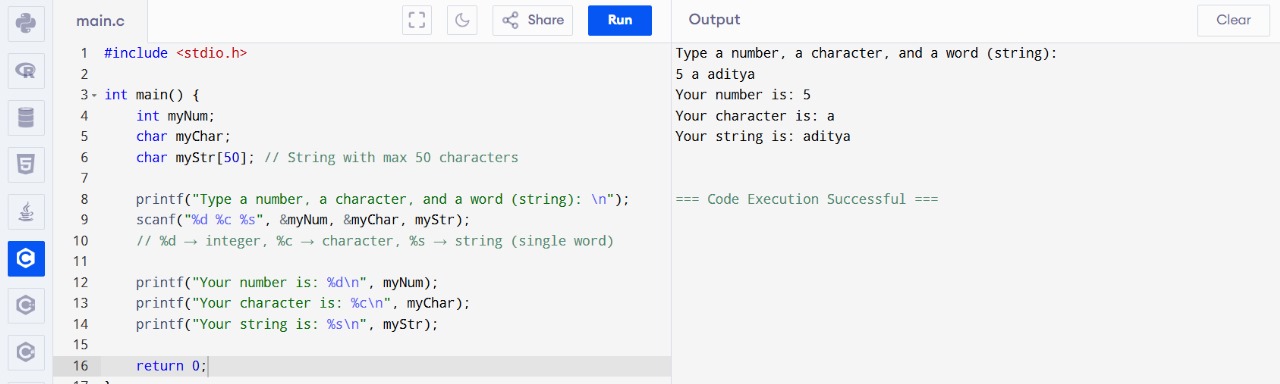 main.c
Share
Run
Output
Clear
1 #include <stdio.h>
2
3 int main() {
4 int myNum;
5 char myChar;
6 char myStr[50]; // String with max 50 characters
7
8 printf("Type a number, a character, and a word (string): \n");
9 scanf("%d %c %s", &myNum, &myChar, myStr);
10 // %d → integer, %c → character, %s → string (single word)
11
12 printf("Your number is: %d\n", myNum);
13 printf("Your character is: %c\n", myChar);
14 printf("Your string is: %s\n", myStr);
15
16 return 0;
17 }
Type a number, a character, and a word (string):
5 a aditya
Your number is: 5
Your character is: a
Your string is: aditya
=== Code Execution Successful ===